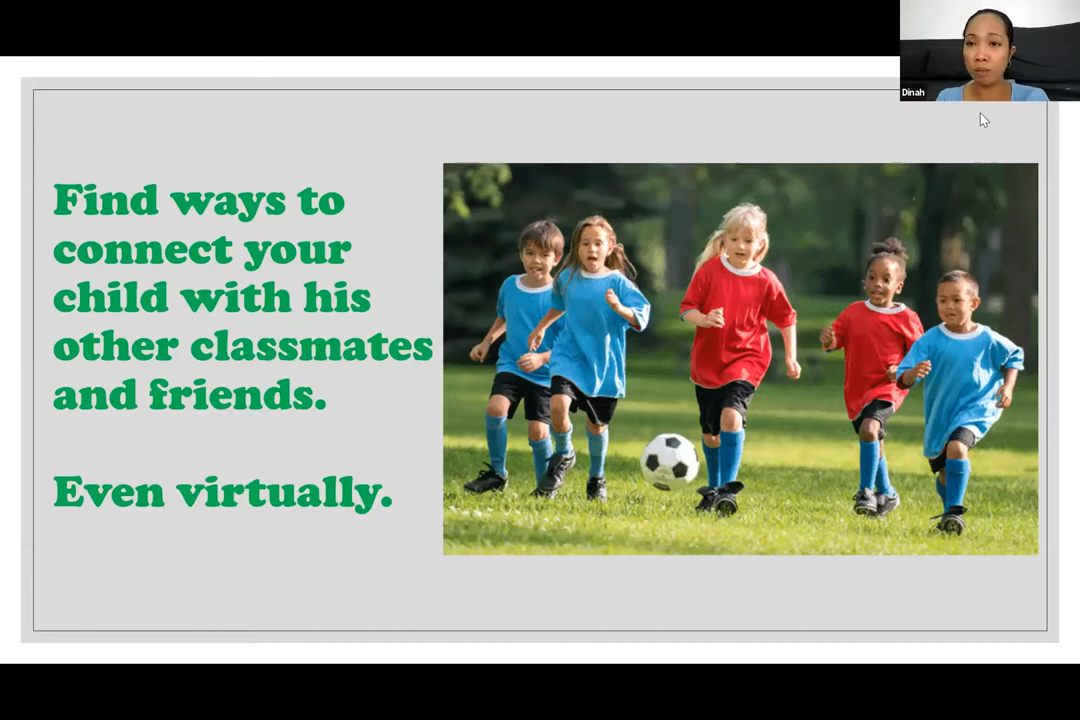 Dinah
Find ways to
connect your
child with his
other classmates
and friends.
Even virtually.